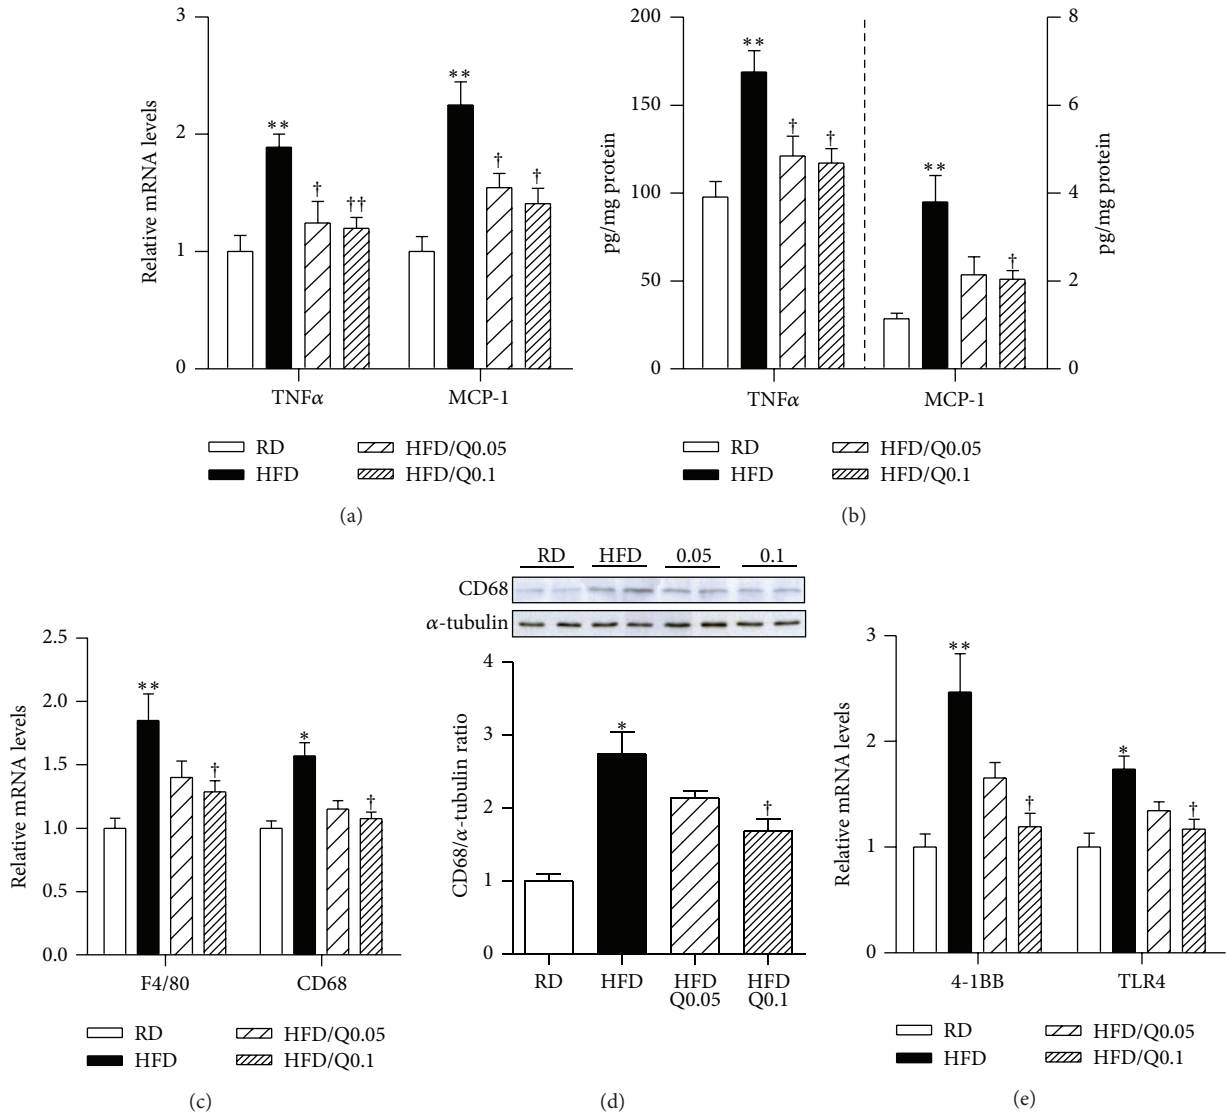 Relative mRNA levels
3
2
1
0
**
†
††
**
†
†
TNFα
MCP-1
RD
HFD
HFD/Q0.05
HFD/Q0.1
(a)
pg/mg protein
200
150
100
50
0
**
†
†
**
†
8
6
4
2
0
pg/mg protein
TNFα
MCP-1
RD
HFD
HFD/Q0.05
HFD/Q0.1
(b)
Relative mRNA levels
2.5
2.0
1.5
1.0
0.5
0.0
**
†
*
†
F4/80
CD68
RD
HFD
HFD/Q0.05
HFD/Q0.1
(c)
RD HFD 0.05 0.1
CD68
α-tubulin
CD68/α-tubulin ratio
4
3
2
1
0
*
†
RD
HFD
HFD
Q0.05
HFD
Q0.1
(d)
Relative mRNA levels
3
2
1
0
**
†
*
†
4-1BB
TLR4
RD
HFD
HFD/Q0.05
HFD/Q0.1
(e)